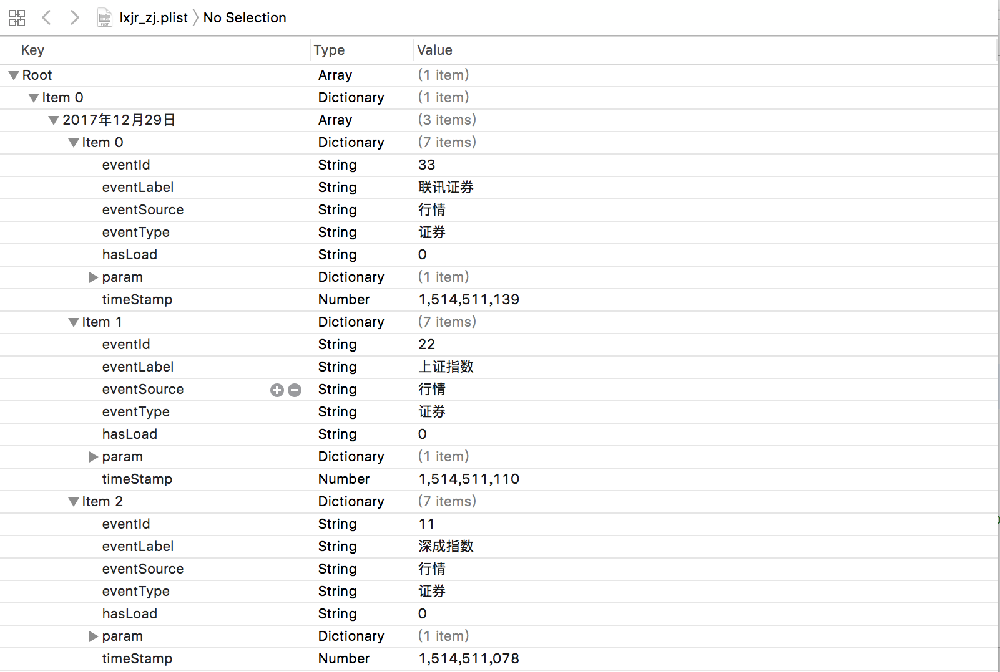 lxjr_zj.plist 〉 No Selection
Key Type Value
Root Array (1 item)
Item 0 Dictionary (1 item)
2017年12月29日 Array (3 items)
Item 0 Dictionary (7 items)
eventId String 33
eventLabel String 联讯证券
eventSource String 行情
eventType String 证券
hasLoad String 0
param Dictionary (1 item)
timeStamp Number 1,514,511,139
Item 1 Dictionary (7 items)
eventId String 22
eventLabel String 上证指数
eventSource String 行情
eventType String 证券
hasLoad String 0
param Dictionary (1 item)
timeStamp Number 1,514,511,110
Item 2 Dictionary (7 items)
eventId String 11
eventLabel String 深成指数
eventSource String 行情
eventType String 证券
hasLoad String 0
param Dictionary (1 item)
timeStamp Number 1,514,511,078